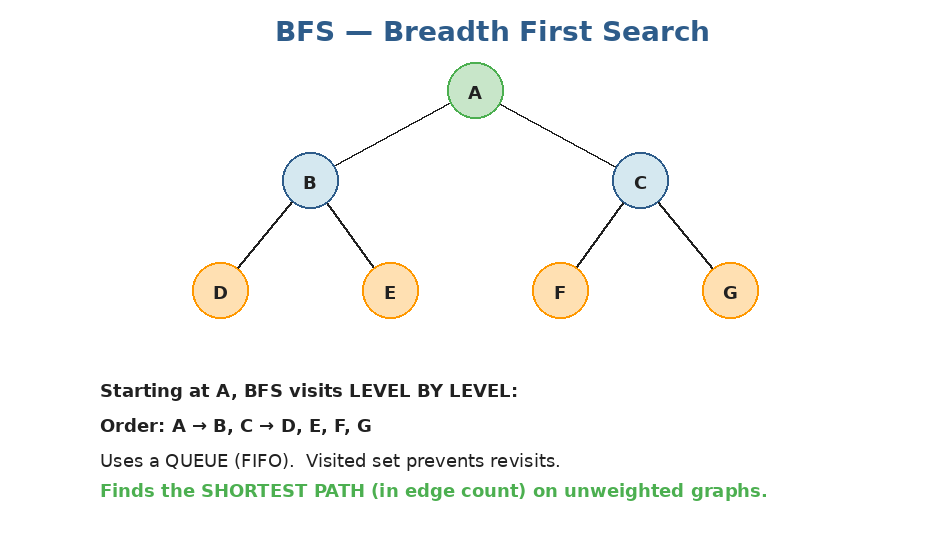 BFS — Breadth First Search
A
B C
D E F G
Starting at A, BFS visits LEVEL BY LEVEL:
Order: A → B, C → D, E, F, G
Uses a QUEUE (FIFO).  Visited set prevents revisits.
Finds the SHORTEST PATH (in edge count) on unweighted graphs.